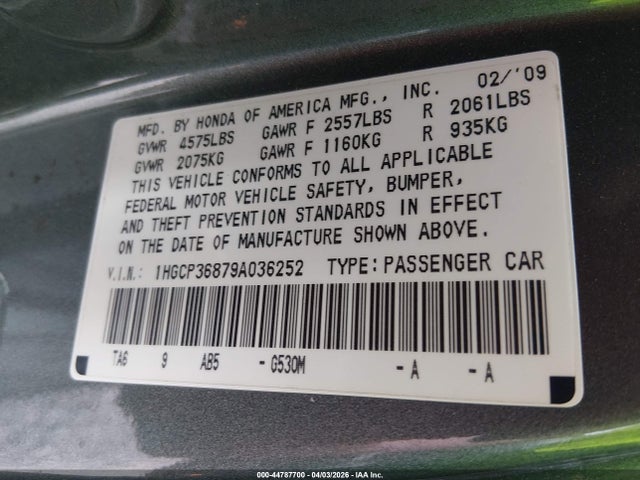 MFD. BY HONDA OF AMERICA MFG., INC. 02/'09
GVWR 4575LBS GAWR F 2557LBS R 2061LBS
GVWR 2075KG GAWR F 1160KG R 935KG
THIS VEHICLE CONFORMS TO ALL APPLICABLE
FEDERAL MOTOR VEHICLE SAFETY, BUMPER,
AND THEFT PREVENTION STANDARDS IN EFFECT
ON THE DATE OF MANUFACTURE SHOWN ABOVE.
V.I.N.: 1HGCP36879A036252 TYPE: PASSENGER CAR
TA6 9 AB5 - G530M - A - A
000-44787700 - 04/03/2026 - IAA Inc.